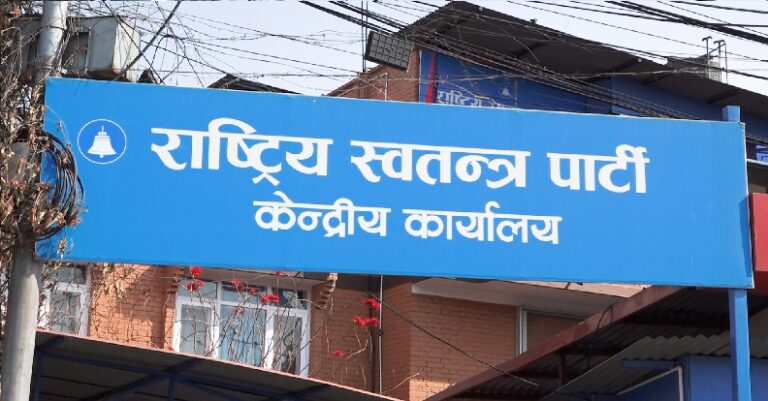 राष्ट्रिय स्वतन्त्र पार्टी
केन्द्रीय कार्यालय
राष्ट्रिय